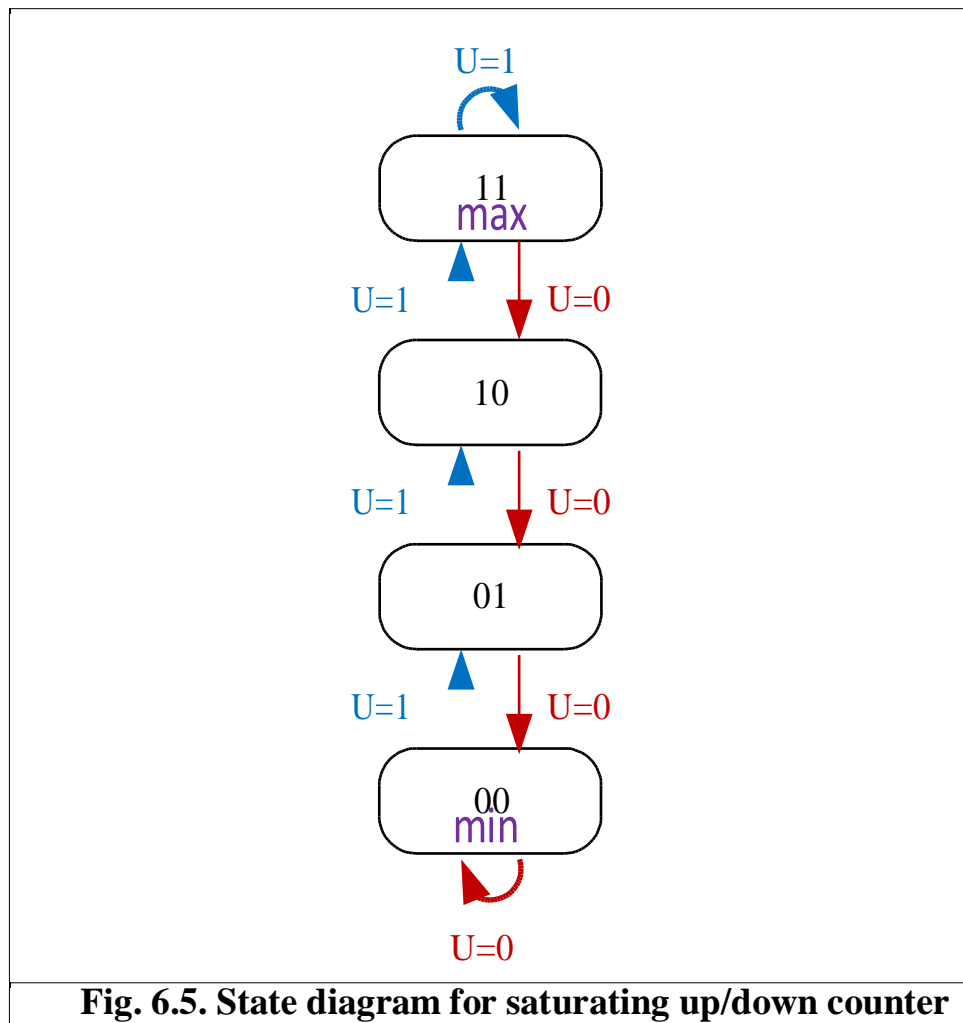 U=1
11
max
U=1
U=0
10
U=1
U=0
01
U=1
U=0
00
min
U=0
Fig. 6.5. State diagram for saturating up/down counter